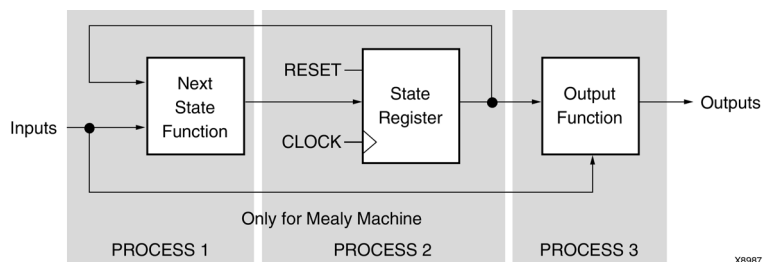 Inputs
Next
State
Function
RESET
CLOCK
State
Register
Output
Function
Outputs
Only for Mealy Machine
PROCESS 1
PROCESS 2
PROCESS 3
X8987